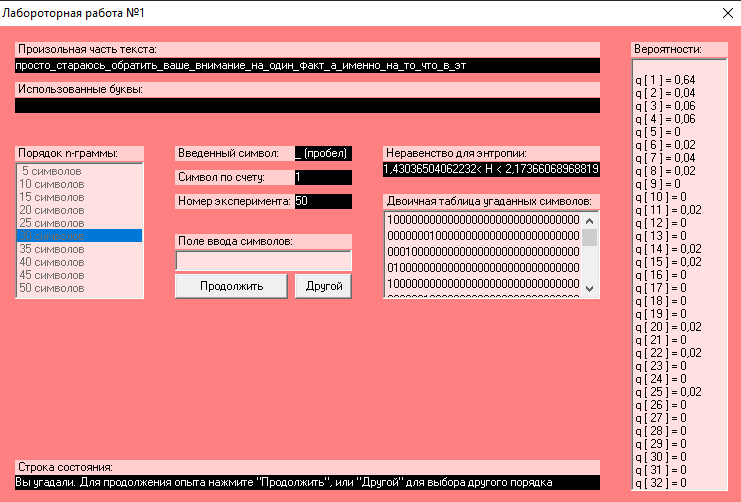 Лабороторная работа №1
Произольная часть текста:
просто_стараюсь_обратить_ваше_внимание_на_один_факт_а_именно_на_то_что_в_эт
Использованные буквы:
Порядок n-граммы:
5 символов
10 символов
15 символов
20 символов
25 символов
30 символов
35 символов
40 символов
45 символов
50 символов
Введенный символ: _ (пробел)
Символ по счету: 1
Номер эксперимента: 50
Поле ввода символов:
Продолжить
Другой
Неравенство для энтропии:
1,43036504062232< H < 2,17366068968819
Двоичная таблица угаданных символов:
10000000000000000000000000000000
00000001000000000000000000000000
00010000000000000000000000000000
01000000000000000000000000000000
10000000000000000000000000000000
Вероятности:
q [ 1 ] = 0,64
q [ 2 ] = 0,04
q [ 3 ] = 0,06
q [ 4 ] = 0,06
q [ 5 ] = 0
q [ 6 ] = 0,02
q [ 7 ] = 0,04
q [ 8 ] = 0,02
q [ 9 ] = 0
q [ 10 ] = 0
q [ 11 ] = 0,02
q [ 12 ] = 0
q [ 13 ] = 0
q [ 14 ] = 0,02
q [ 15 ] = 0,02
q [ 16 ] = 0
q [ 17 ] = 0
q [ 18 ] = 0
q [ 19 ] = 0
q [ 20 ] = 0,02
q [ 21 ] = 0
q [ 22 ] = 0,02
q [ 23 ] = 0
q [ 24 ] = 0
q [ 25 ] = 0,02
q [ 26 ] = 0
q [ 27 ] = 0
q [ 28 ] = 0
q [ 29 ] = 0
q [ 30 ] = 0
q [ 31 ] = 0
q [ 32 ] = 0
Строка состояния:
Вы угадали. Для продолжения опыта нажмите "Продолжить", или "Другой" для выбора другого порядка